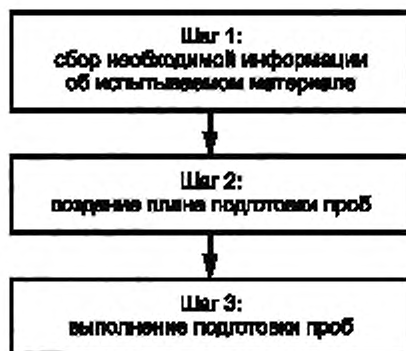 Шаг 1:
сбор необходимой информации
об испытываемом материале
Шаг 2:
создание плана подготовки проб
Шаг 3:
выполнение подготовки проб